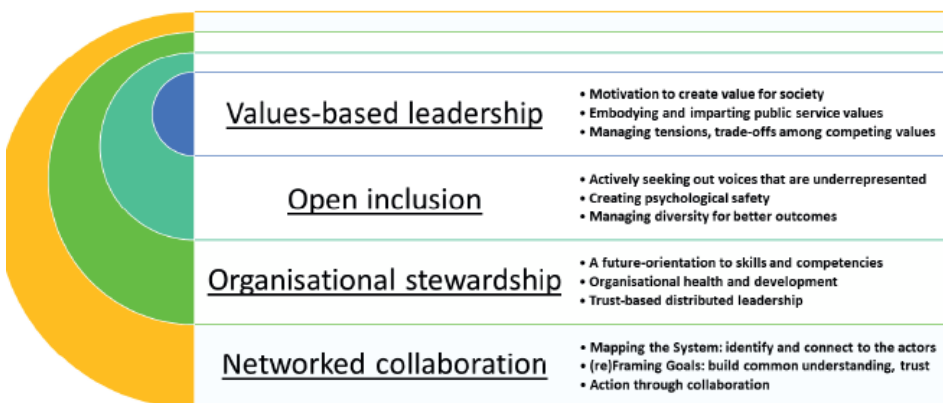 Values-based leadership
• Motivation to create value for society
• Embodying and imparting public service values
• Managing tensions, trade-offs among competing values
Open inclusion
• Actively seeking out voices that are underrepresented
• Creating psychological safety
• Managing diversity for better outcomes
Organisational stewardship
• A future-orientation to skills and competencies
• Organisational health and development
• Trust-based distributed leadership
Networked collaboration
• Mapping the System: identify and connect to the actors
• (re)Framing Goals: build common understanding, trust
• Action through collaboration